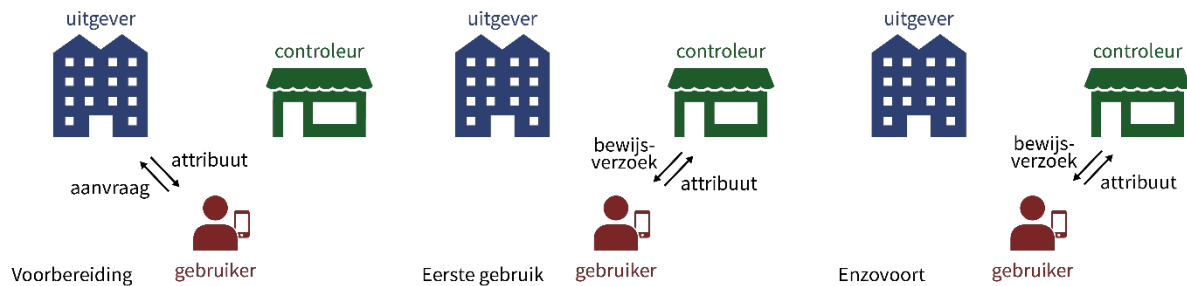 uitgever
controleur
attribuut
aanvraag
Voorbereiding
gebruiker
uitgever
controleur
bewijs-
verzoek
attribuut
Eerste gebruik
gebruiker
uitgever
controleur
bewijs-
verzoek
attribuut
Enzovoort
gebruiker